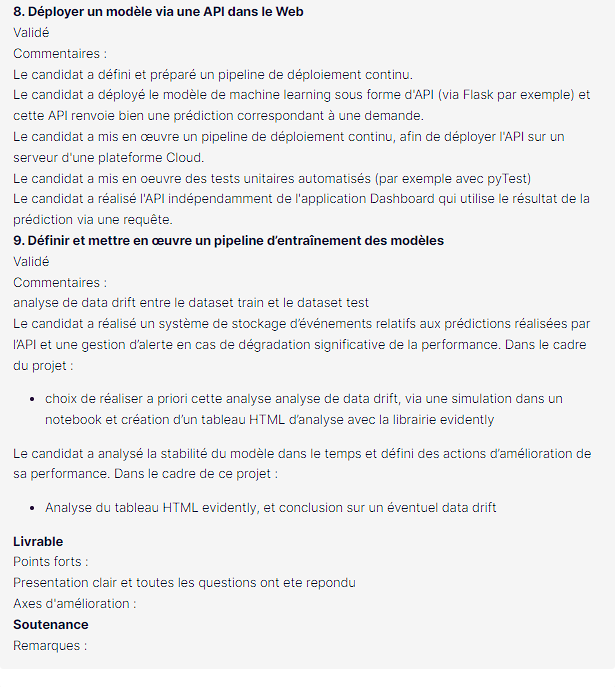 8. Déployer un modèle via une API dans le Web
Validé
Commentaires :
Le candidat a défini et préparé un pipeline de déploiement continu.
Le candidat a déployé le modèle de machine learning sous forme d'API (via Flask par exemple) et
cette API renvoie bien une prédiction correspondant à une demande.
Le candidat a mis en œuvre un pipeline de déploiement continu, afin de déployer l'API sur un
serveur d'une plateforme Cloud.
Le candidat a mis en oeuvre des tests unitaires automatisés (par exemple avec pyTest)
Le candidat a réalisé l'API indépendamment de l'application Dashboard qui utilise le résultat de la
prédiction via une requête.
9. Définir et mettre en œuvre un pipeline d’entraînement des modèles
Validé
Commentaires :
analyse de data drift entre le dataset train et le dataset test
Le candidat a réalisé un système de stockage d’événements relatifs aux prédictions réalisées par
l’API et une gestion d’alerte en cas de dégradation significative de la performance. Dans le cadre
du projet :
• choix de réaliser a priori cette analyse analyse de data drift, via une simulation dans un
notebook et création d’un tableau HTML d’analyse avec la librairie evidently
Le candidat a analysé la stabilité du modèle dans le temps et défini des actions d’amélioration de
sa performance. Dans le cadre de ce projet :
• Analyse du tableau HTML evidently, et conclusion sur un éventuel data drift
Livrable
Points forts :
Presentation clair et toutes les questions ont ete repondu
Axes d'amélioration :
Soutenance
Remarques :